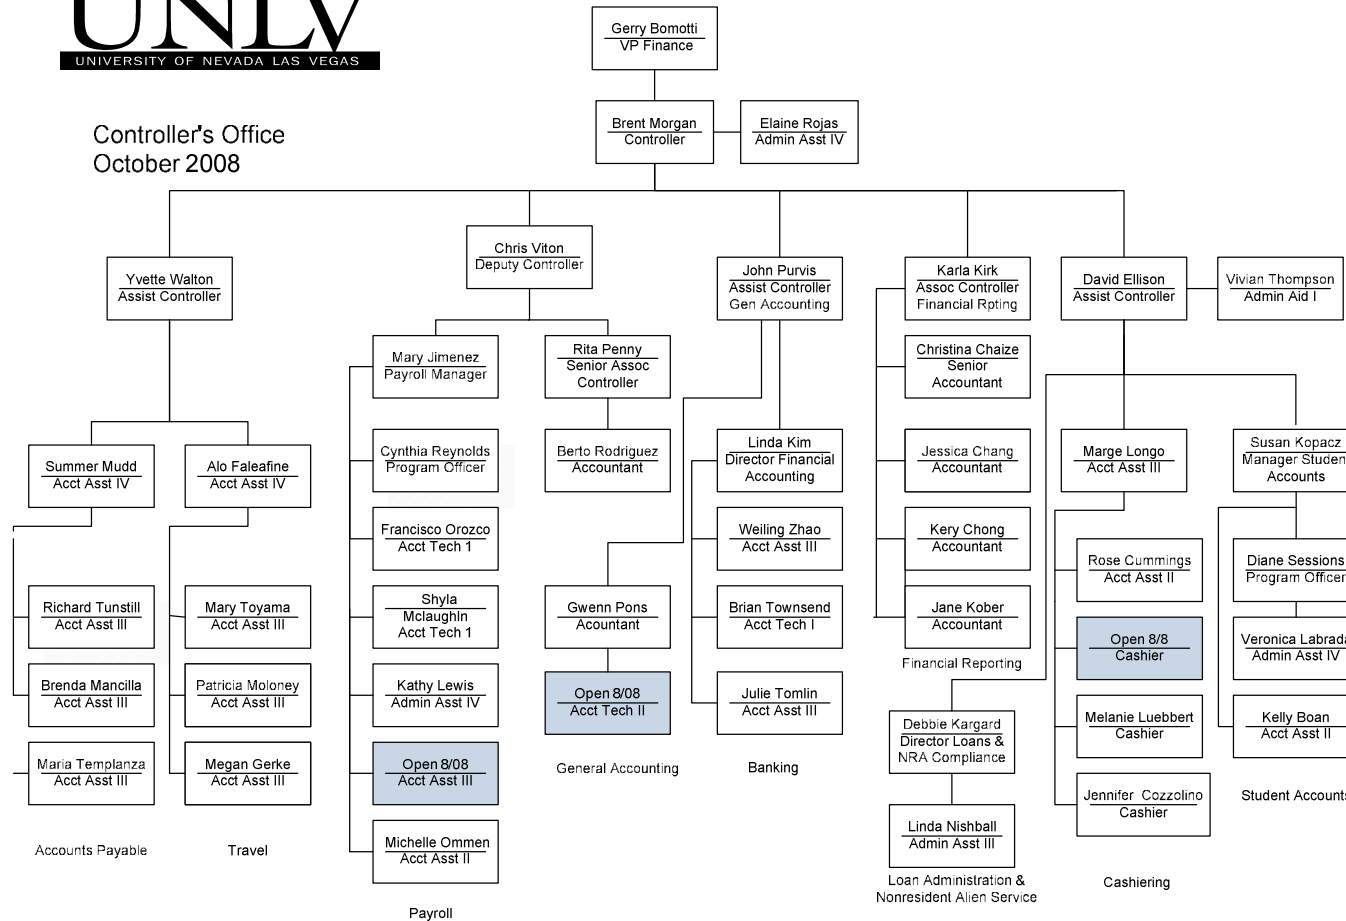 UNLV
UNIVERSITY OF NEVADA LAS VEGAS
Controller's Office
October 2008
Gerry Bomotti
VP Finance
Brent Morgan
Controller
Elaine Rojas
Admin Asst IV
Yvette Walton
Assist Controller
Chris Viton
Deputy Controller
John Purvis
Assist Controller
Gen Accounting
Karla Kirk
Assoc Controller
Financial Rpting
David Ellison
Assist Controller
Vivian Thompson
Admin Aid I
Summer Mudd
Acct Asst IV
Richard Tunstill
Acct Asst III
Brenda Mancilla
Acct Asst III
Maria Templanza
Acct Asst III
Accounts Payable
Alo Faleafine
Acct Asst IV
Mary Toyama
Acct Asst III
Patricia Moloney
Acct Asst III
Megan Gerke
Acct Asst III
Travel
Mary Jimenez
Payroll Manager
Cynthia Reynolds
Program Officer
Francisco Orozco
Acct Tech 1
Shyla
Mclaughln
Acct Tech 1
Kathy Lewis
Admin Asst IV
Open 8/08
Acct Asst III
Michelle Ommen
Acct Asst II
Payroll
Rita Penny
Senior Assoc
Controller
Berto Rodriguez
Accountant
Gwenn Pons
Acountant
Open 8/08
Acct Tech II
General Accounting
Linda Kim
Director Financial
Accounting
Weiling Zhao
Acct Asst III
Brian Townsend
Acct Tech I
Julie Tomlin
Acct Asst III
Banking
Christina Chaize
Senior
Accountant
Jessica Chang
Accountant
Kery Chong
Accountant
Jane Kober
Accountant
Financial Reporting
Debbie Kargard
Director Loans &
NRA Compliance
Linda Nishball
Admin Asst III
Loan Administration &
Nonresident Alien Service
Marge Longo
Acct Asst III
Rose Cummings
Acct Asst II
Open 8/8
Cashier
Melanie Luebbert
Cashier
Jennifer Cozzolino
Cashier
Cashiering
Susan Kopacz
Manager Studen
Accounts
Diane Sessions
Program Officer
Veronica Labrada
Admin Asst IV
Kelly Boan
Acct Asst II
Student Accounts